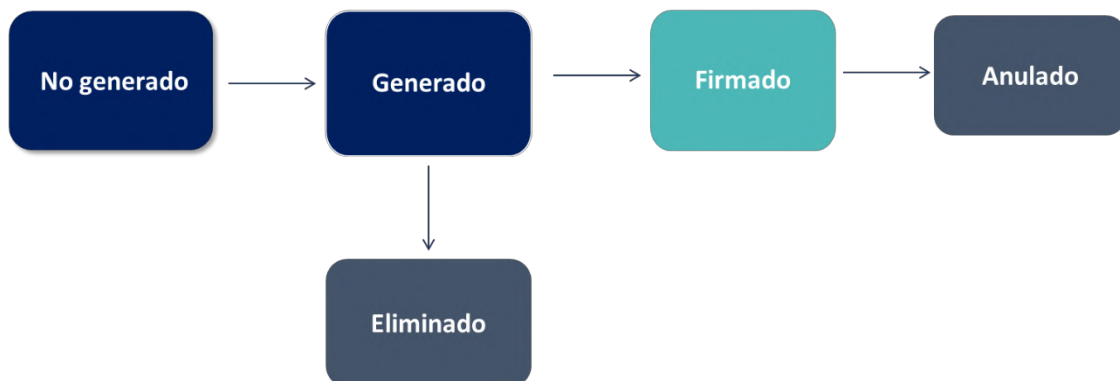 No generado
Generado
Firmado
Anulado
Eliminado